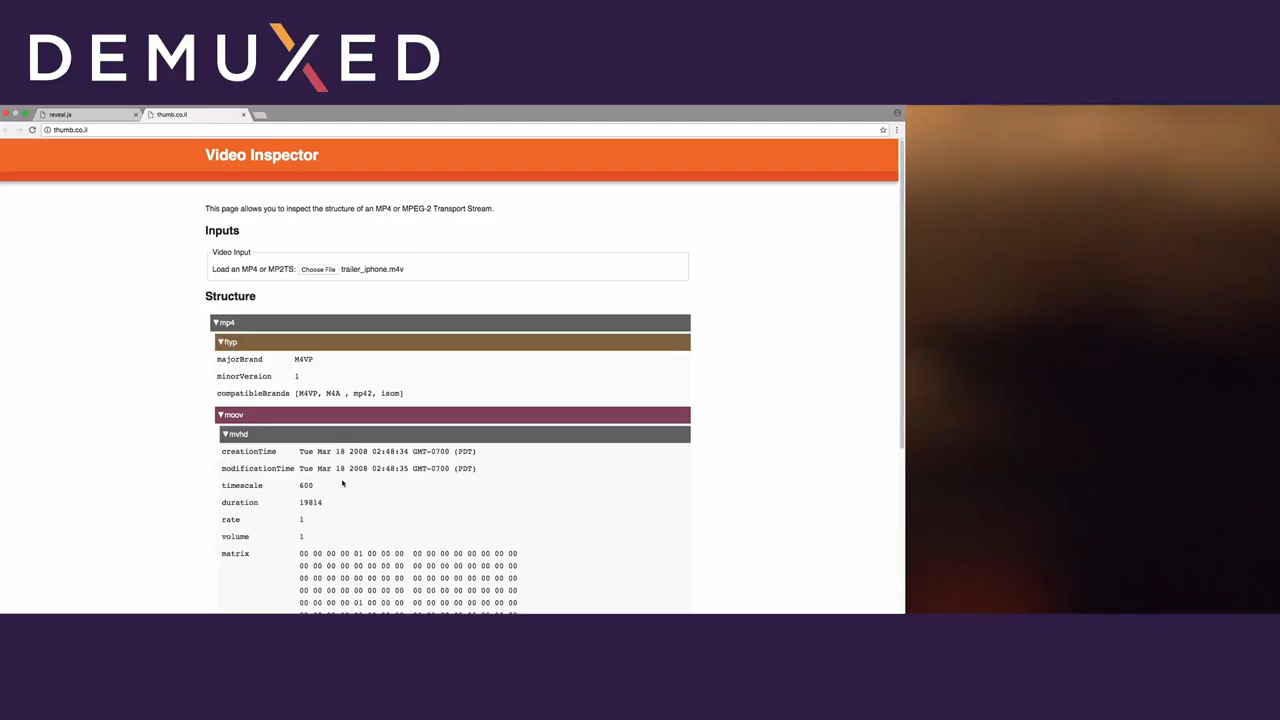 DEMUXED
reveal.js
thumb.co.il
thumb.co.il
Video Inspector
This page allows you to inspect the structure of an MP4 or MPEG-2 Transport Stream.
Inputs
Video Input
Load an MP4 or MP2TS: Choose File trailer_iphone.m4v
Structure
▼mp4
▼ftyp
majorBrand M4VP
minorVersion 1
compatibleBrands [M4VP, M4A , mp42, isom]
▼moov
▼mvhd
creationTime Tue Mar 18 2008 02:48:34 GMT-0700 (PDT)
modificationTime Tue Mar 18 2008 02:48:35 GMT-0700 (PDT)
timescale 600
duration 19814
rate 1
volume 1
matrix 00 00 00 00 01 00 00 00 00 00 00 00 00 00 00 00
00 00 00 00 00 00 00 00 00 00 00 00 00 00 00 00
00 00 00 00 00 00 00 00 00 00 00 00 00 00 00 00
00 00 00 00 00 00 00 00 00 00 00 00 00 00 00 00
00 00 00 00 01 00 00 00 00 00 00 00 00 00 00 00